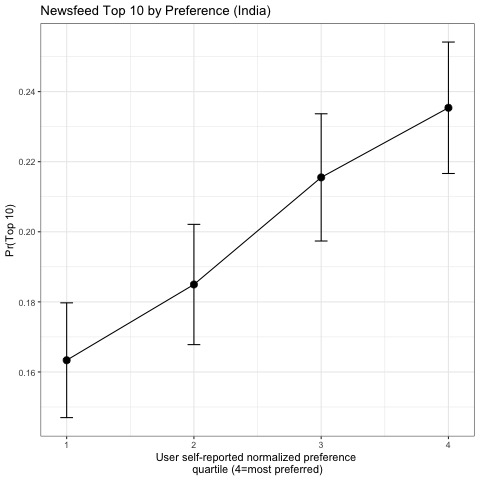 Newsfeed Top 10 by Preference (India)
Pr(Top 10)
0.24
0.22
0.20
0.18
0.16
1 2 3 4
User self-reported normalized preference
quartile (4=most preferred)